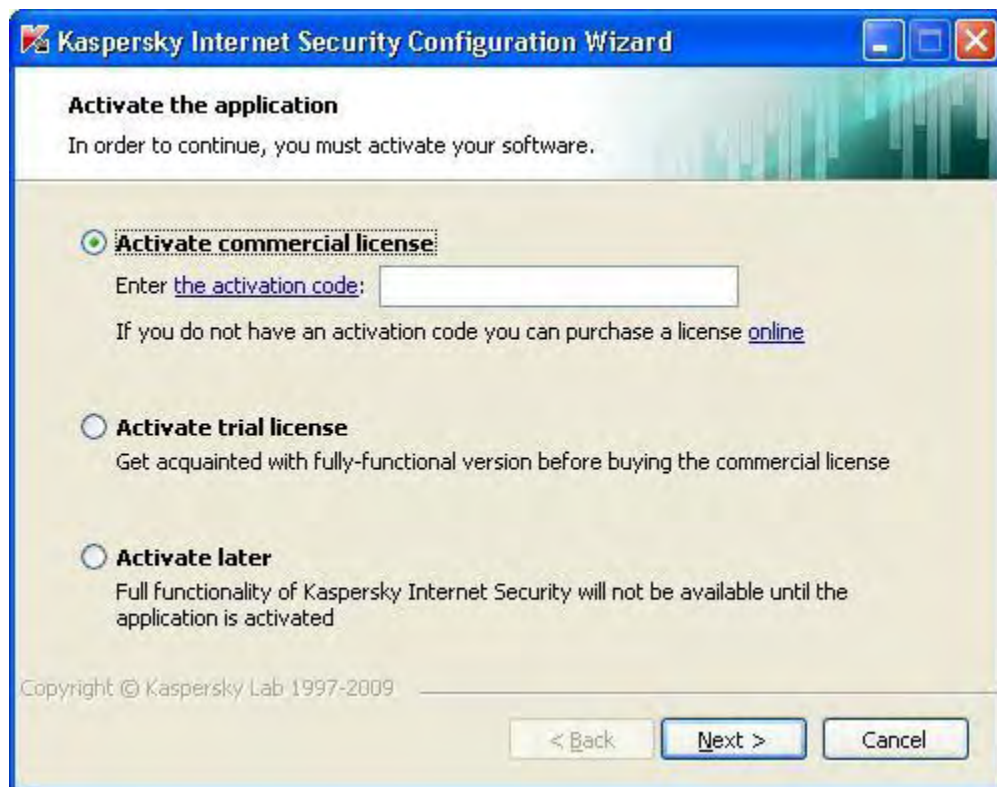 Kaspersky Internet Security Configuration Wizard
Activate the application
In order to continue, you must activate your software.
Activate commercial license
Enter the activation code:
If you do not have an activation code you can purchase a license online
Activate trial license
Get acquainted with fully-functional version before buying the commercial license
Activate later
Full functionality of Kaspersky Internet Security will not be available until the
application is activated
Copyright © Kaspersky Lab 1997-2009
< Back
Next >
Cancel